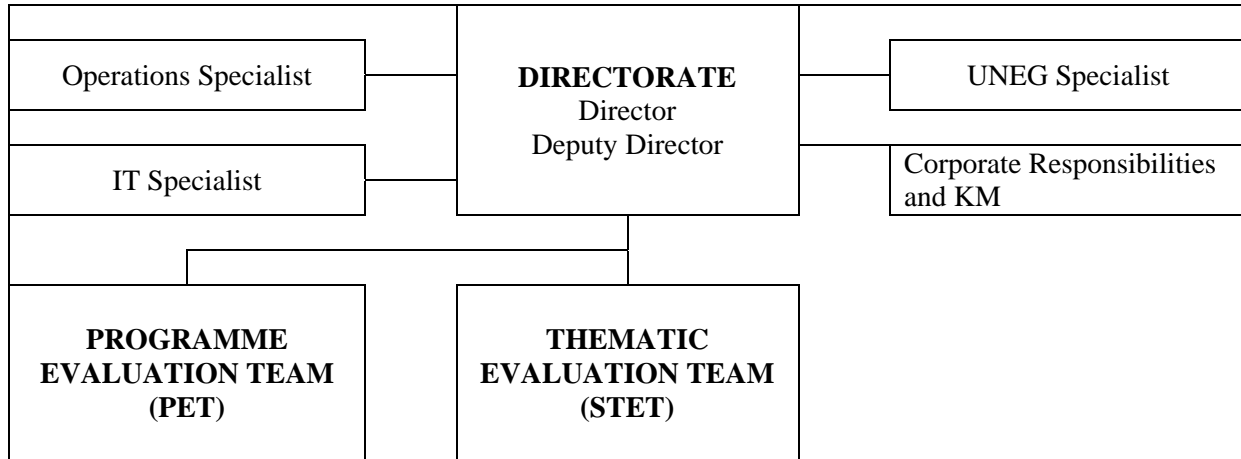 Operations Specialist
DIRECTORATE
Director
Deputy Director
UNEG Specialist
IT Specialist
Corporate Responsibilities
and KM
PROGRAMME
EVALUATION TEAM
(PET)
THEMATIC
EVALUATION TEAM
(STET)